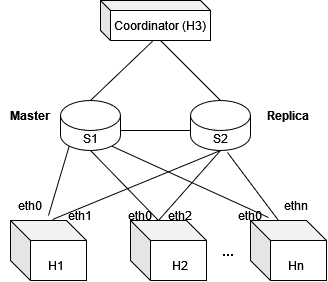 Coordinator (H3)
Master
S1
S2
Replica
eth0
eth1
eth0
eth2
eth0
ethn
H1
H2
...
Hn